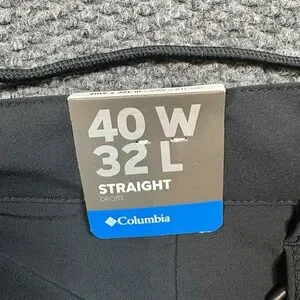 40 W
32 L
STRAIGHT
DROITE
Columbia